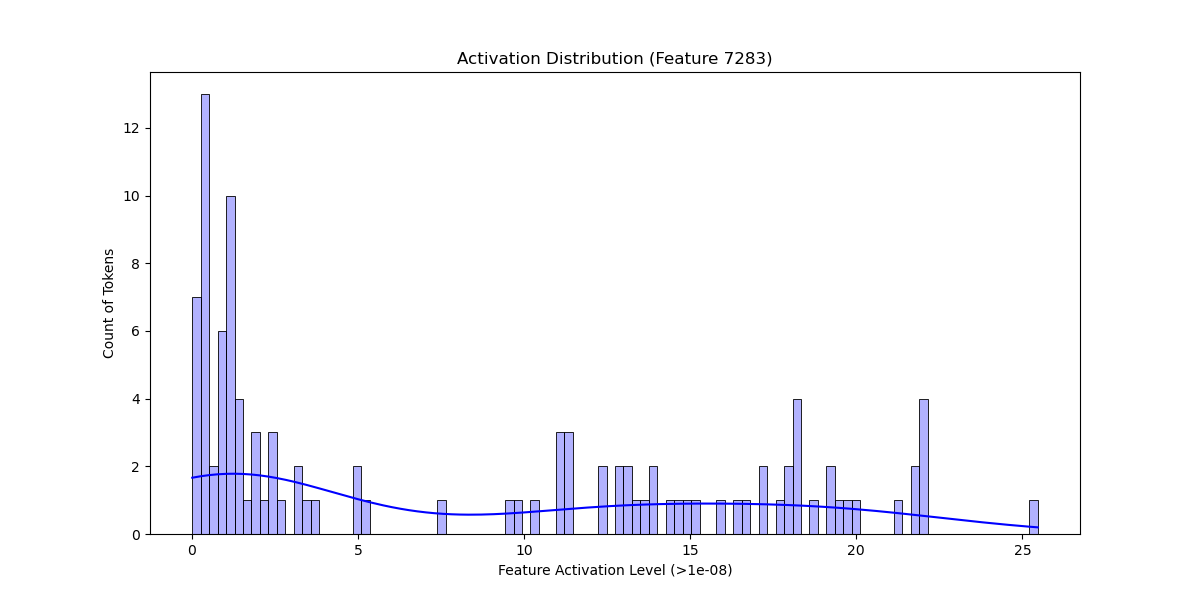 Activation Distribution (Feature 7283)
Count of Tokens
12
10
8
6
4
2
0
0 5 10 15 20 25
Feature Activation Level (>1e-08)